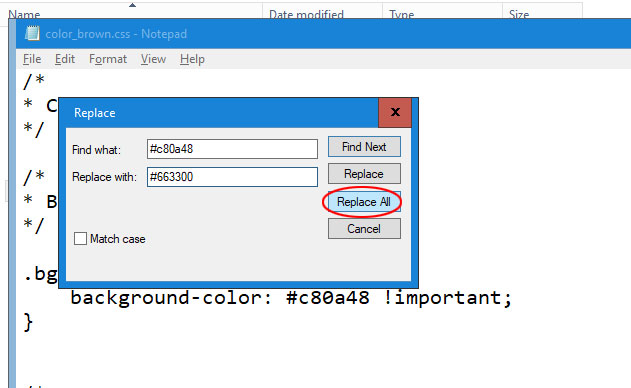 Name Date modified Type Size
color_brown.css - Notepad
File Edit Format View Help
/*
* C
*/
Replace x
Find what: #c80a48 Find Next
Replace with: #663300 Replace
Replace All
Cancel
Match case
/*
* B
*/
.bg
background-color: #c80a48 !important;
}